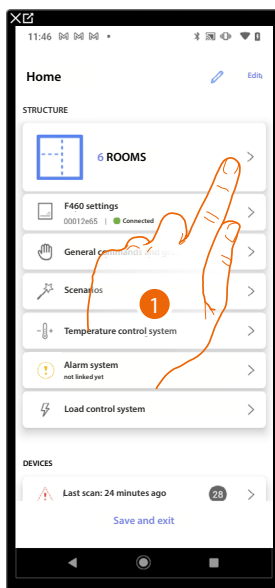 11:46
Home
Edit
STRUCTURE
6 ROOMS
F460 settings
00012e65 | Connected
General commands and
Scenarios
1
Temperature control system
Alarm system
not linked yet
Load control system
DEVICES
Last scan: 24 minutes ago
28
Save and exit